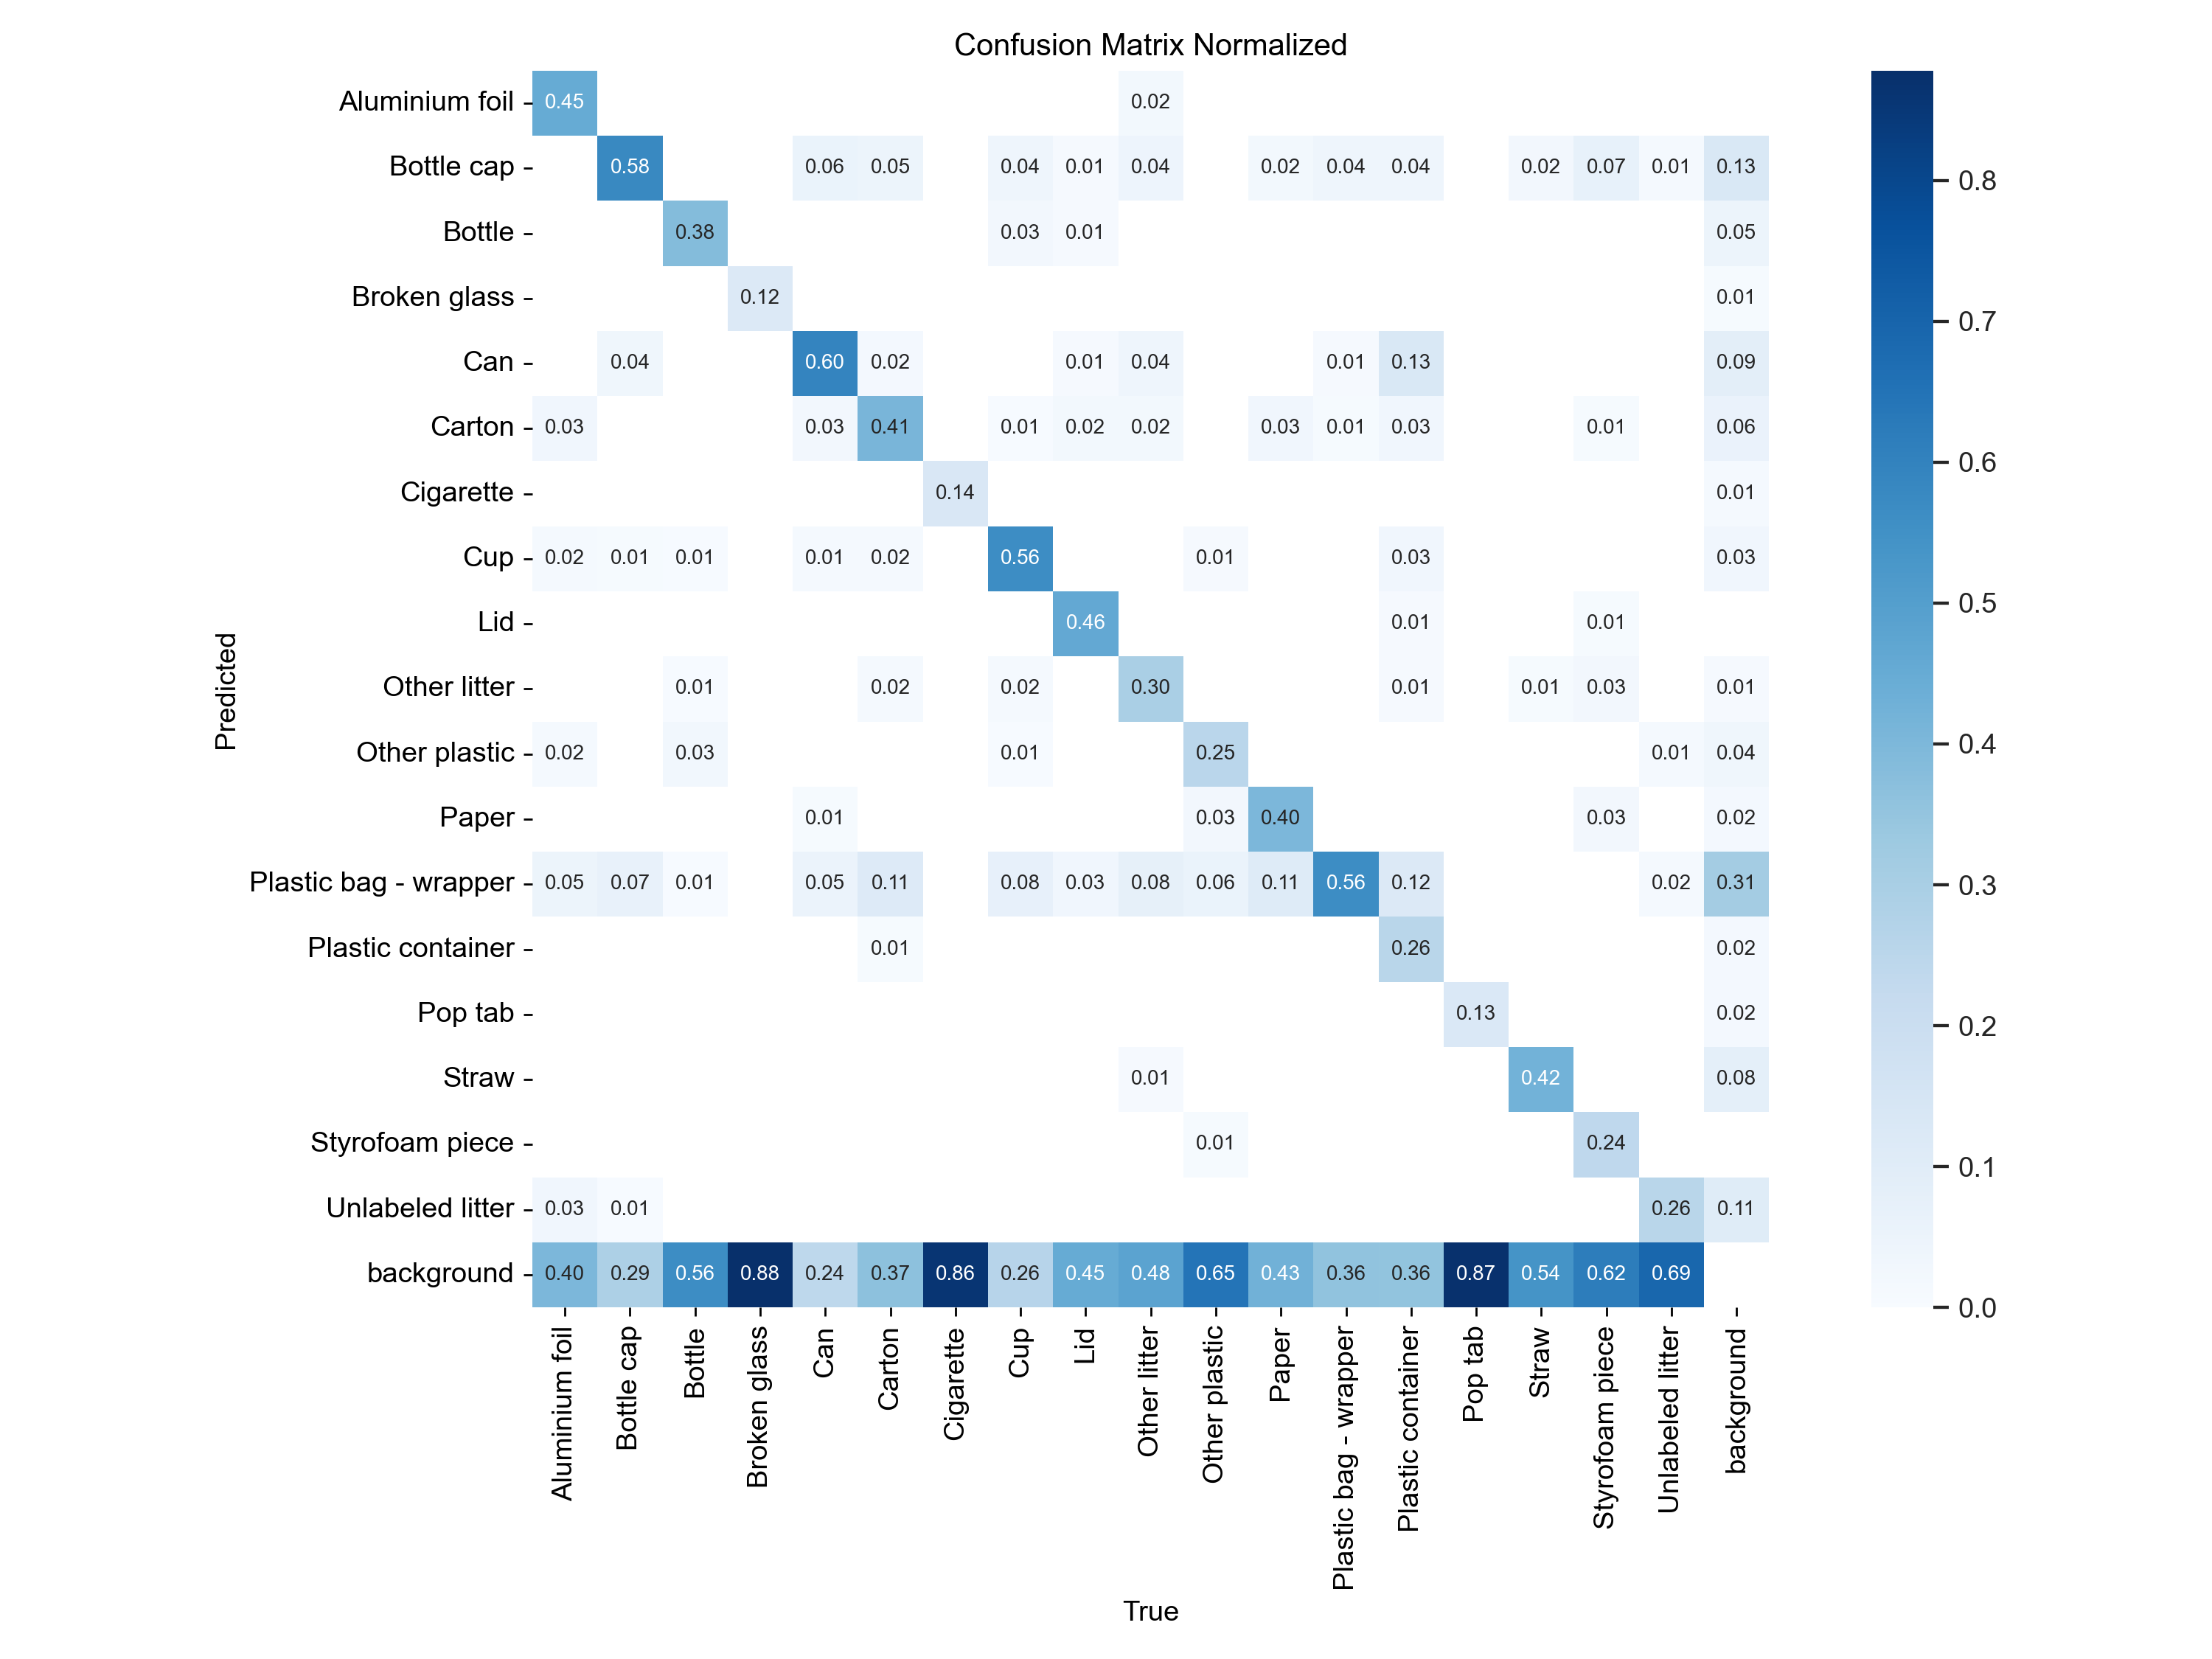 Confusion Matrix Normalized
Aluminium foil 0.45 0.02
Bottle cap 0.58 0.06 0.05 0.04 0.01 0.04 0.02 0.04 0.04 0.02 0.07 0.01 0.13
Bottle 0.38 0.03 0.01 0.05
Broken glass 0.12 0.01
Can 0.04 0.60 0.02 0.01 0.04 0.01 0.13 0.09
Carton 0.03 0.03 0.41 0.01 0.02 0.02 0.03 0.01 0.03 0.01 0.06
Cigarette 0.14 0.01
Cup 0.02 0.01 0.01 0.01 0.02 0.56 0.01 0.03 0.03
Lid 0.46 0.01 0.01
Other litter 0.01 0.02 0.02 0.30 0.01 0.01 0.03 0.01
Other plastic 0.02 0.03 0.01 0.25 0.01 0.04
Paper 0.01 0.03 0.40 0.03 0.02
Plastic bag - wrapper 0.05 0.07 0.01 0.05 0.11 0.08 0.03 0.08 0.06 0.11 0.56 0.12 0.02 0.31
Plastic container 0.01 0.26 0.02
Pop tab 0.13 0.02
Straw 0.01 0.42 0.08
Styrofoam piece 0.01 0.24
Unlabeled litter 0.03 0.01 0.26 0.11
background 0.40 0.29 0.56 0.88 0.24 0.37 0.86 0.26 0.45 0.48 0.65 0.43 0.36 0.36 0.87 0.54 0.62 0.69
Predicted
Aluminium foil
Bottle cap
Bottle
Broken glass
Can
Carton
Cigarette
Cup
Lid
Other litter
Other plastic
Paper
Plastic bag - wrapper
Plastic container
Pop tab
Straw
Styrofoam piece
Unlabeled litter
background
True
0.8
0.7
0.6
0.5
0.4
0.3
0.2
0.1
0.0